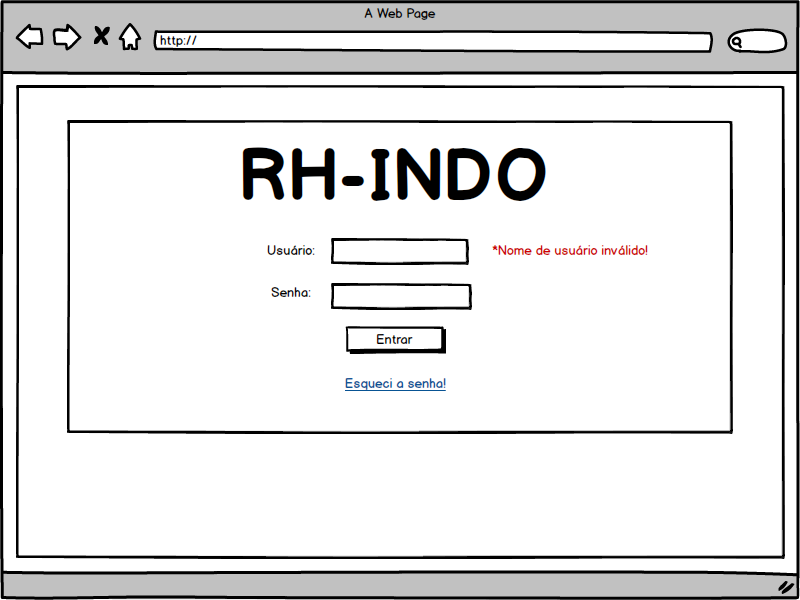 A Web Page
http://
RH-INDO
Usuário:
*Nome de usuário inválido!
Senha:
Entrar
Esqueci a senha!